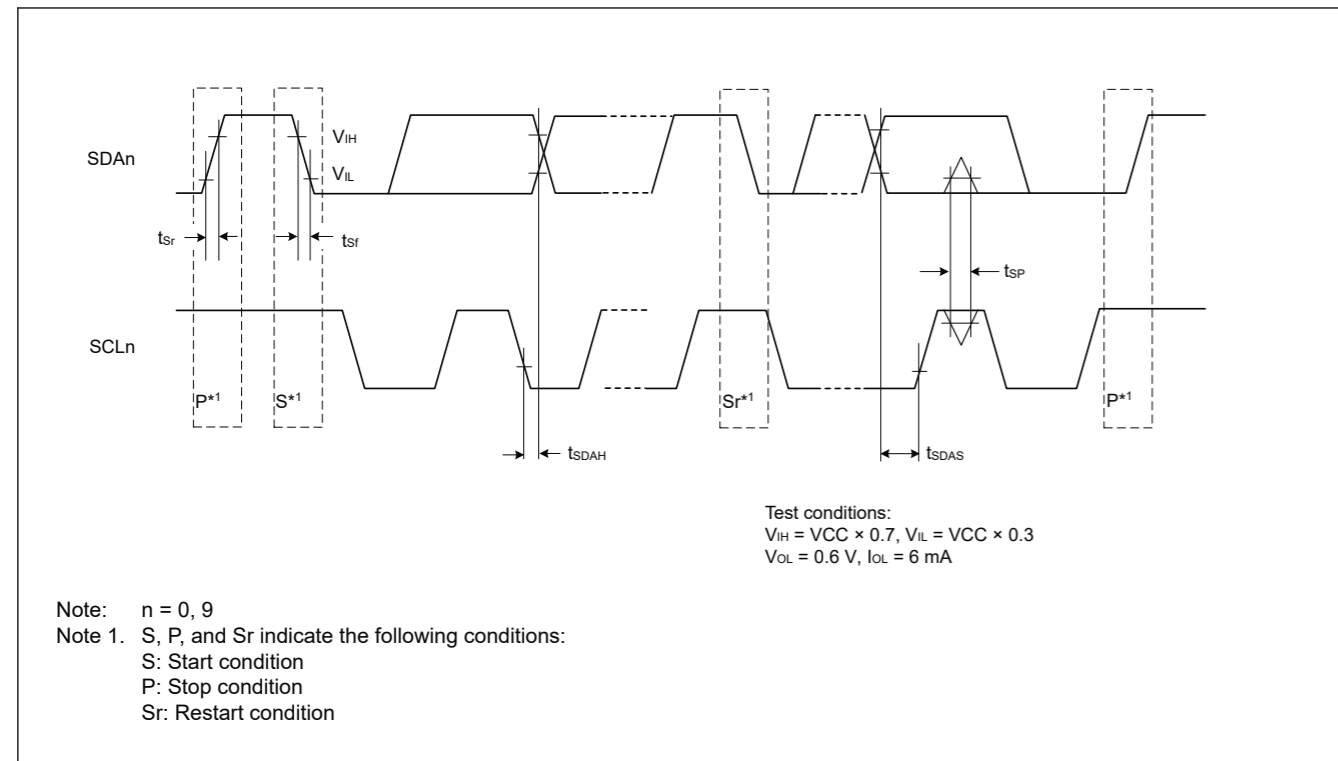 SDAn
VIH
VIL
tSr
tSf
tSP
SCLn
P*1
S*1
Sr*1
P*1
tSDAH
tSDAS
Test conditions:
VIH = VCC × 0.7, VIL = VCC × 0.3
VOL = 0.6 V, IOL = 6 mA
Note: n = 0, 9
Note 1. S, P, and Sr indicate the following conditions:
S: Start condition
P: Stop condition
Sr: Restart condition